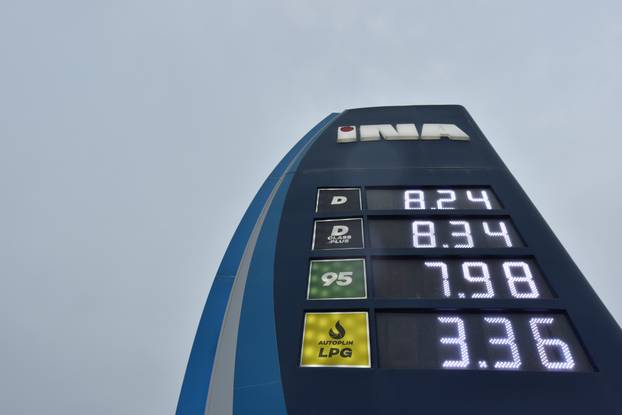 INA
D 8.24
D CLASS PLUS 8.34
95 7.98
AUTOPLIN LPG 3.36